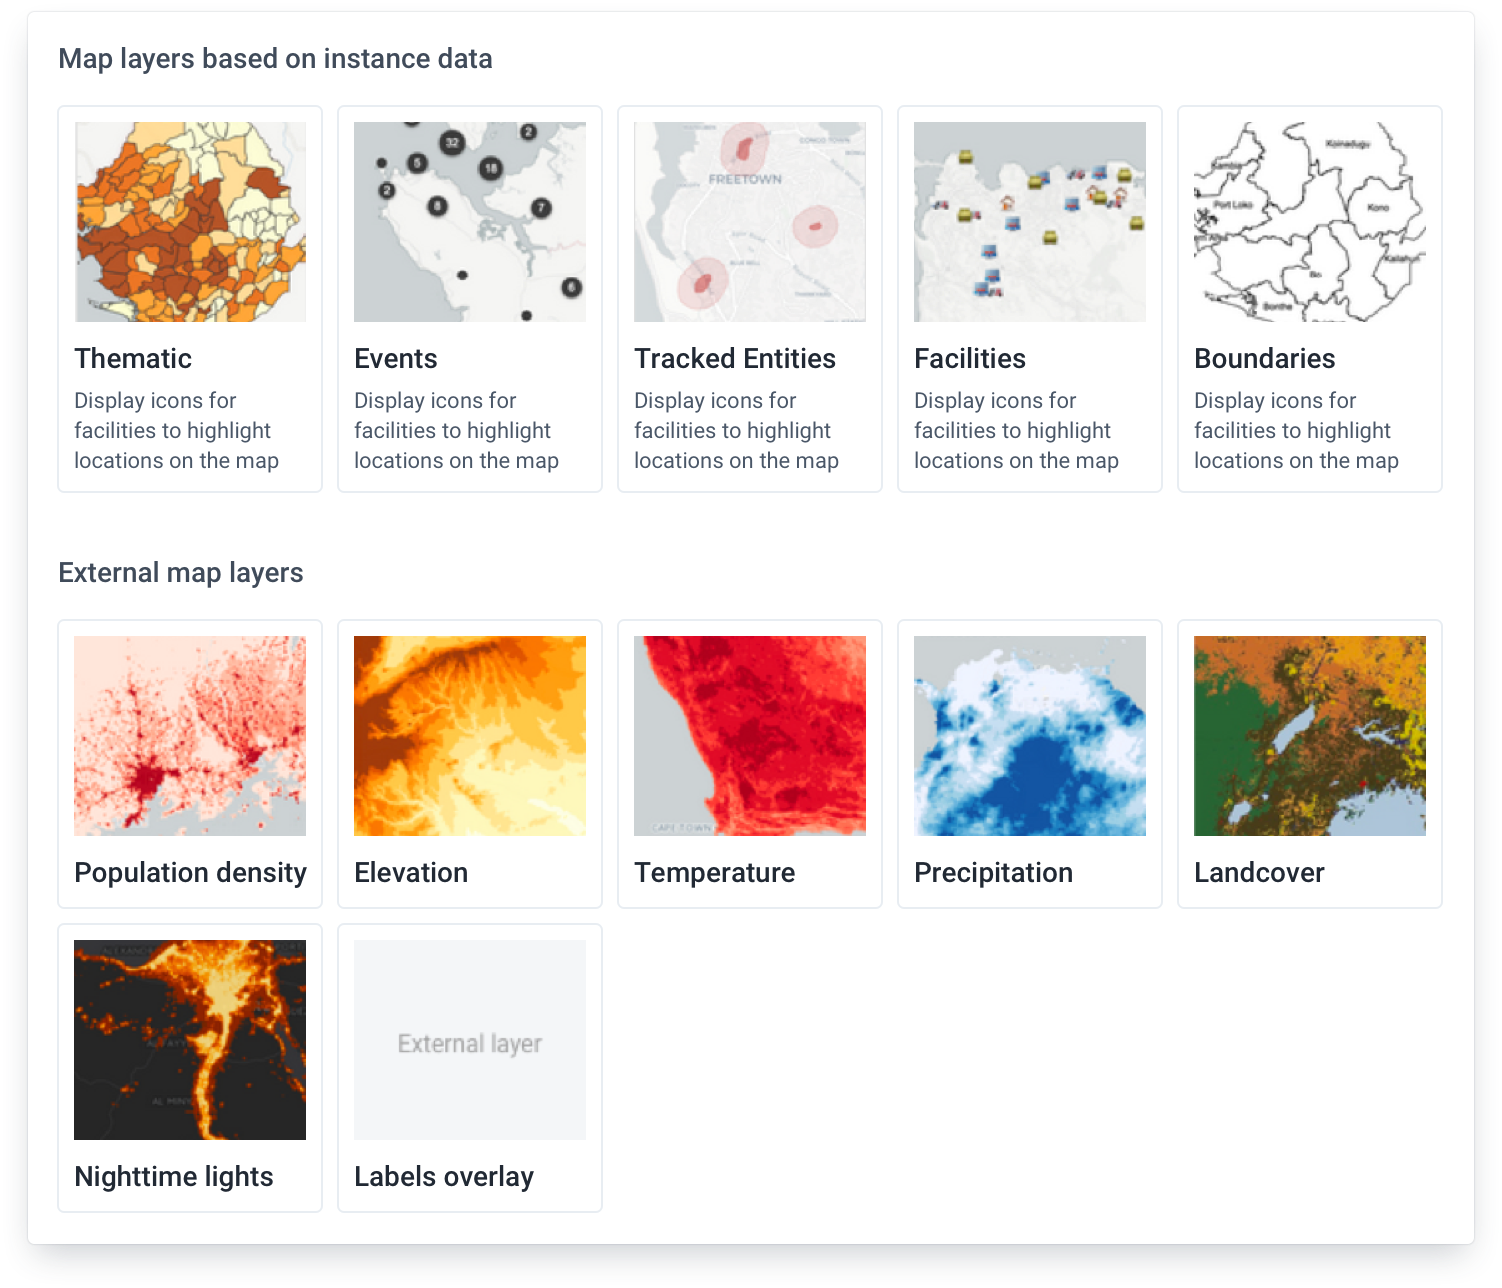 Map layers based on instance data
32
2
5
18
2
8
7
6
FREETOWN
Koinadugu
Kambia
Port Loko
Kono
Kailahun
Bo
Bonthe
Thematic
Display icons for
facilities to highlight
locations on the map
Events
Display icons for
facilities to highlight
locations on the map
Tracked Entities
Display icons for
facilities to highlight
locations on the map
Facilities
Display icons for
facilities to highlight
locations on the map
Boundaries
Display icons for
facilities to highlight
locations on the map
External map layers
CAPE TOWN
Population density
Elevation
Temperature
Precipitation
Landcover
External layer
Nighttime lights
Labels overlay